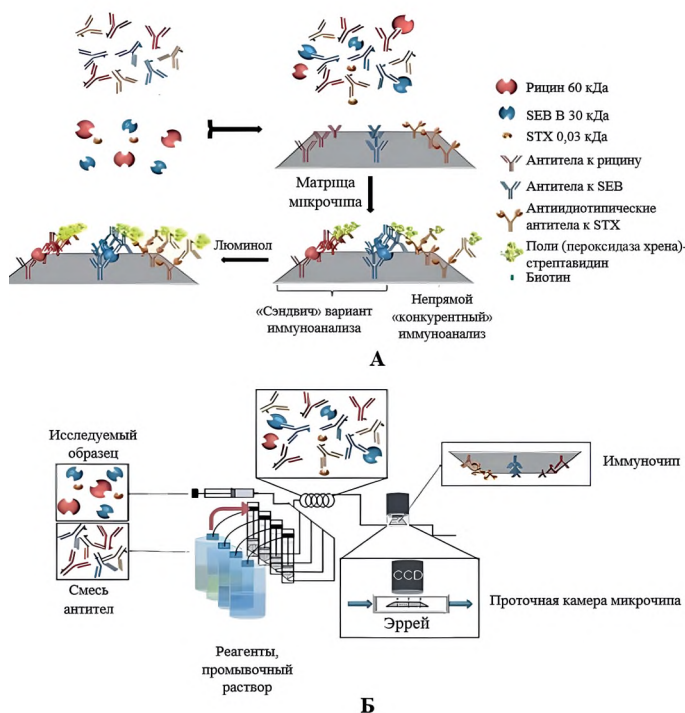 Рицин 60 кДа
SEB B 30 кДа
STX 0,03 кДа
Антитела к рицину
Антитела к SEB
Антиидиотипические
антитела к STX
Поли (пероксидаза хрена)-
стрептавидин
Биотин
Матрица
микрочипа
Люминол
«Сэндвич» вариант
иммуноанализа
Непрямой
«конкурентный»
иммуноанализ
А
Исследуемый
образец
Смесь
антител
Реагенты,
промывочный
раствор
Иммуночип
CCD
Эррей
Проточная камера микрочипа
Б